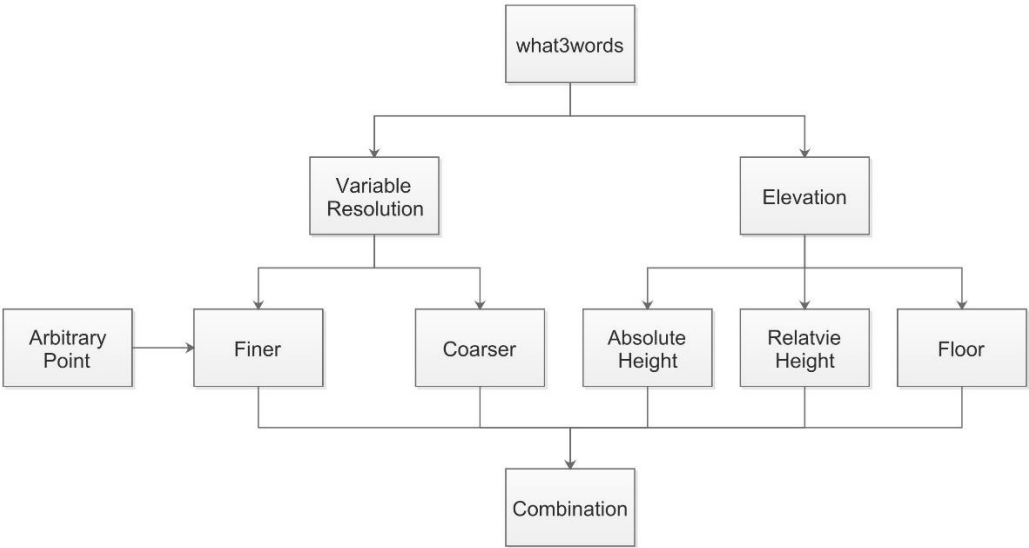 what3words
Variable
Resolution
Elevation
Arbitrary
Point
Finer
Coarser
Absolute
Height
Relatvie
Height
Floor
Combination